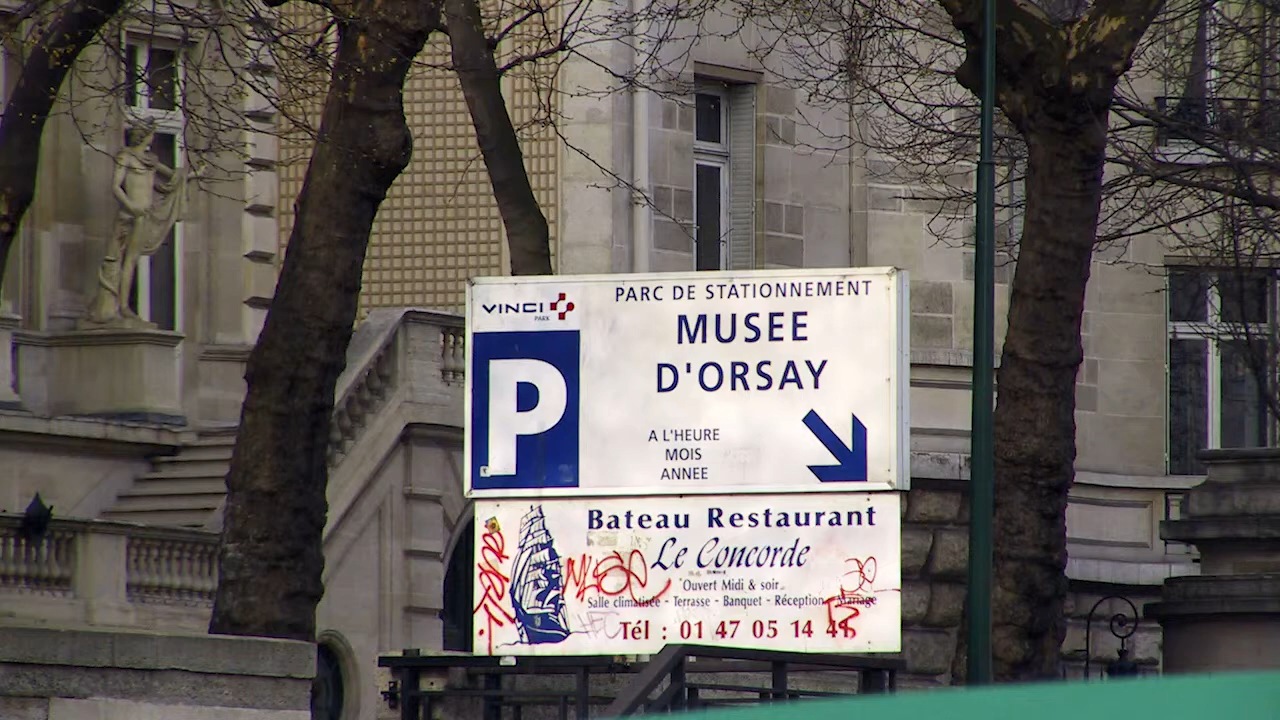 VINCI
PARK
P
PARC DE STATIONNEMENT
MUSEE
D'ORSAY
A L'HEURE
MOIS
ANNEE
Bateau Restaurant
Le Concorde
Ouvert Midi & soir
Salle climatisée - Terrasse - Banquet - Réception - Mariage
Tél : 01 47 05 14 41